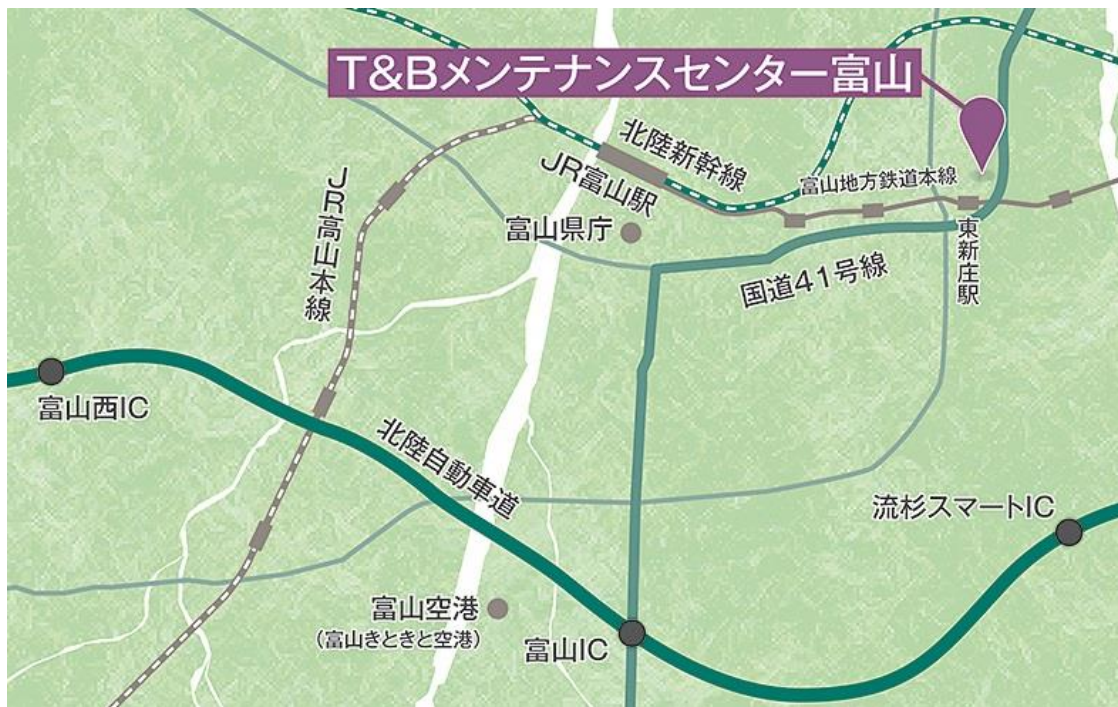 T&Bメンテナンスセンター富山
北陸新幹線
JR富山駅
富山地方鉄道本線
富山県庁
東新庄駅
国道41号線
JR高山本線
富山西IC
北陸自動車道
流杉スマートIC
富山空港
(富山きときと空港)
富山IC